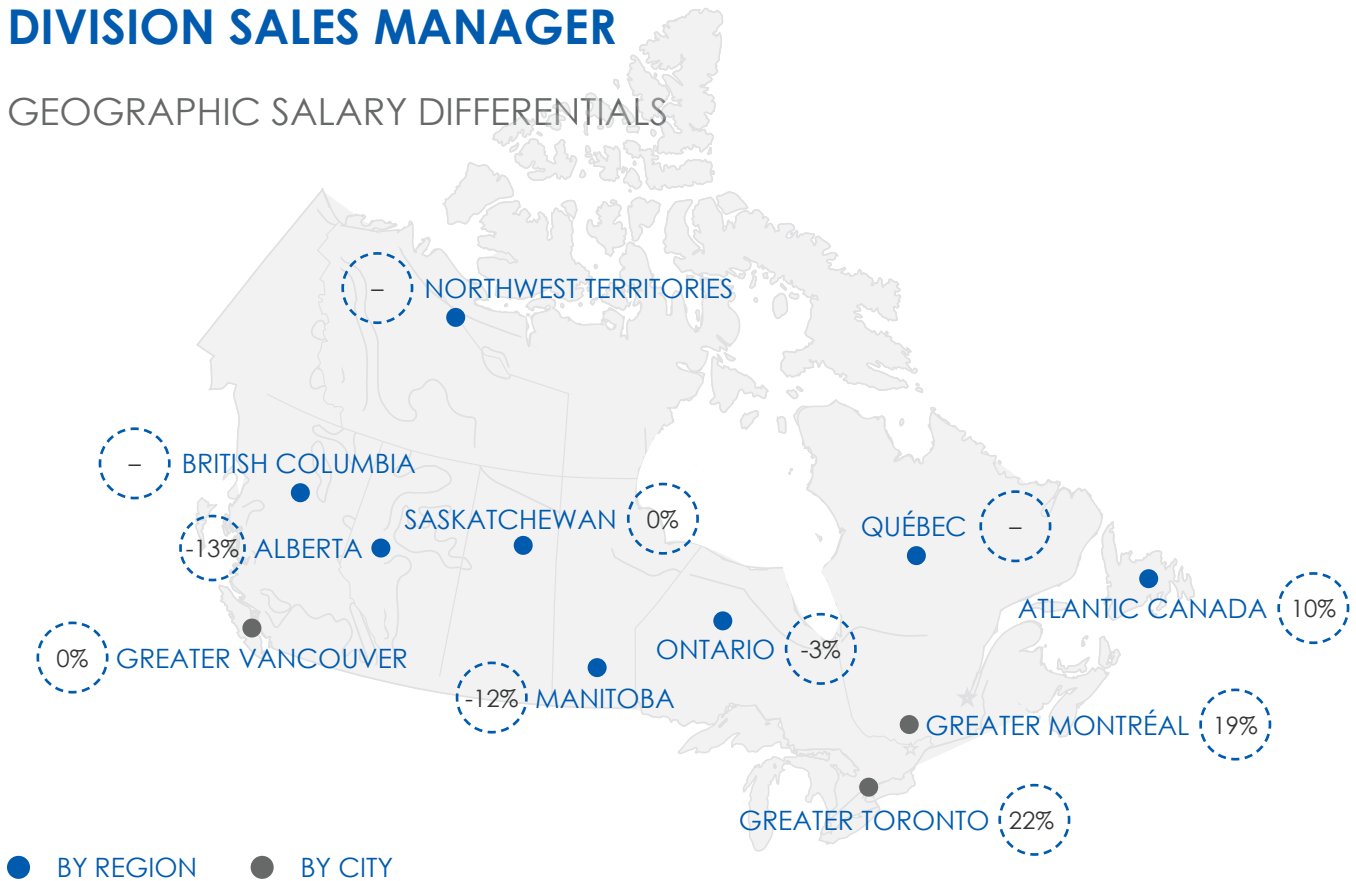 DIVISION SALES MANAGER
GEOGRAPHIC SALARY DIFFERENTIALS
– NORTHWEST TERRITORIES
– BRITISH COLUMBIA
SASKATCHEWAN 0%
QUÉBEC –
-13% ALBERTA
ATLANTIC CANADA 10%
ONTARIO -3%
0% GREATER VANCOUVER
-12% MANITOBA
GREATER MONTRÉAL 19%
GREATER TORONTO 22%
BY REGION
BY CITY